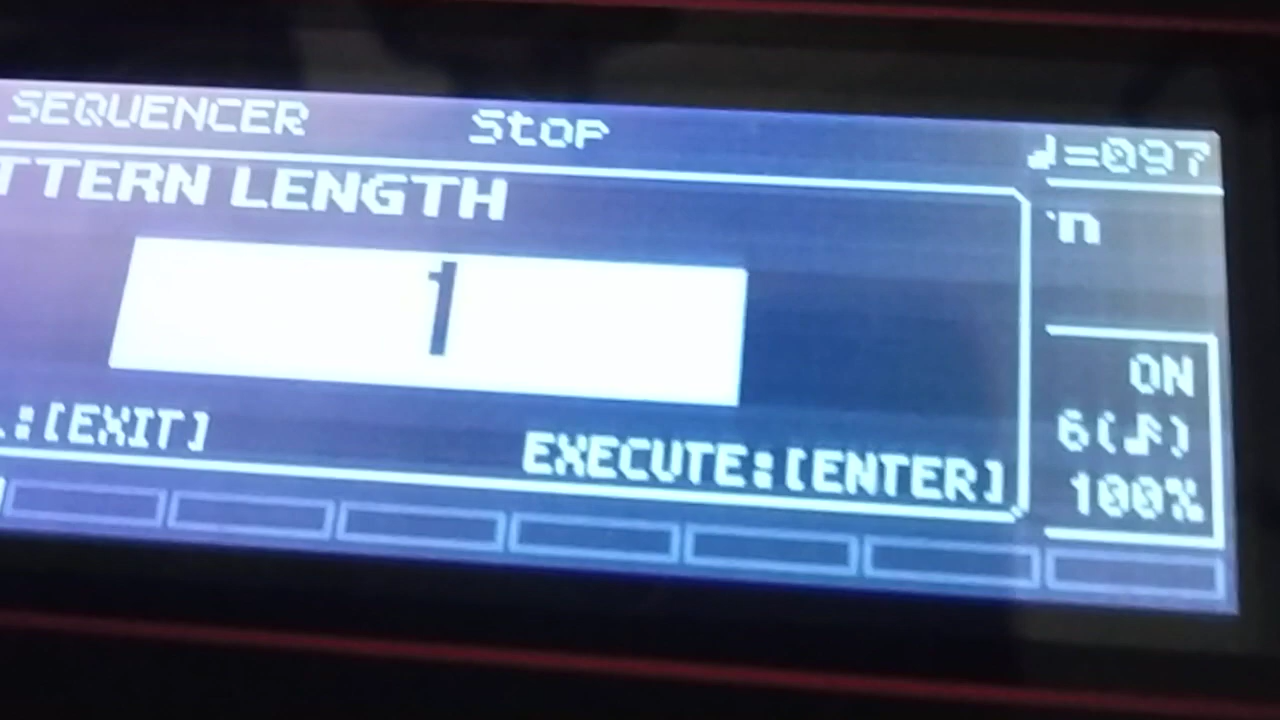 SEQUENCER Stop ♩=097
TTERN LENGTH
n
1
ON
6(♪)
100%
:[EXIT] EXECUTE:[ENTER]